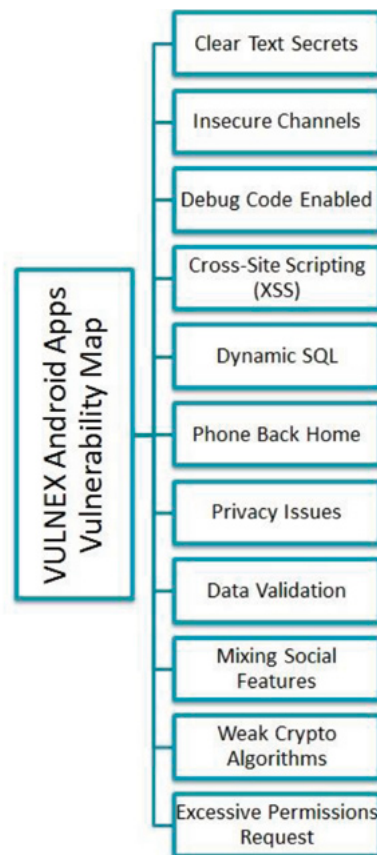 VULNEX Android Apps
Vulnerability Map
Clear Text Secrets
Insecure Channels
Debug Code Enabled
Cross-Site Scripting
(XSS)
Dynamic SQL
Phone Back Home
Privacy Issues
Data Validation
Mixing Social
Features
Weak Crypto
Algorithms
Excessive Permissions
Request